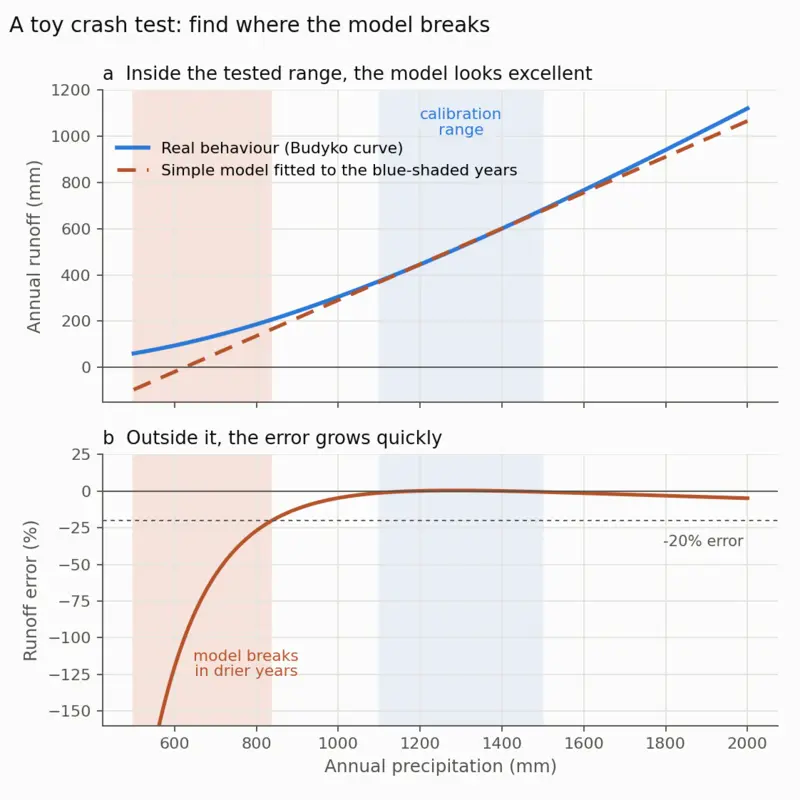 A toy crash test: find where the model breaks
a Inside the tested range, the model looks excellent
1200
1000
800
600
400
200
0
Annual runoff (mm)
calibration
range
Real behaviour (Budyko curve)
Simple model fitted to the blue-shaded years
b Outside it, the error grows quickly
25
0
−25
−50
−75
−100
−125
−150
Runoff error (%)
-20% error
model breaks
in drier years
600 800 1000 1200 1400 1600 1800 2000
Annual precipitation (mm)